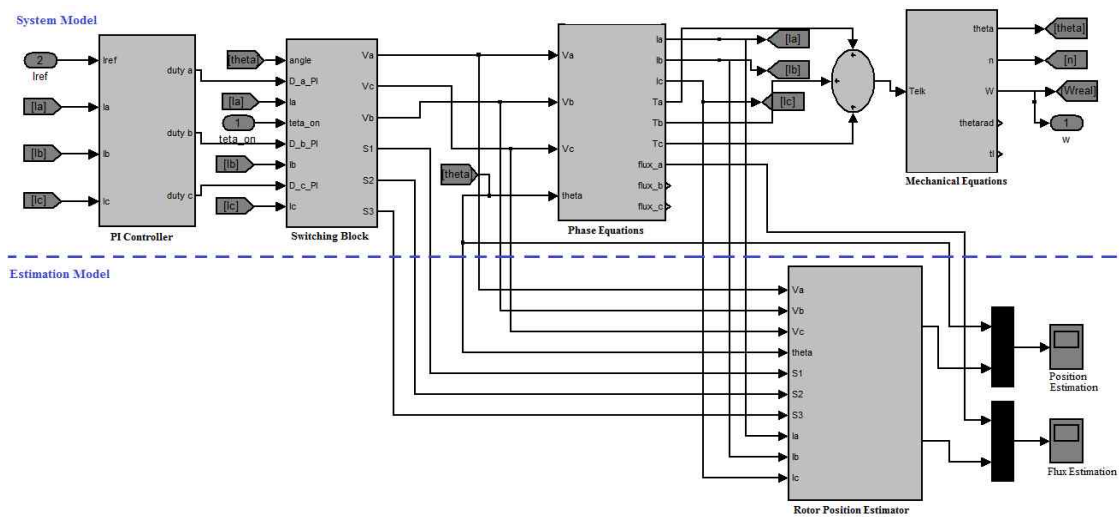 System Model
2
Iref
[Ia]
[Ib]
[Ic]
Iref
Ia
Ib
Ic
duty a
duty b
duty c
PI Controller
[theta
[Ia]
1
teta_on
[Ib]
[Ic]
angle
D_a_PI
Ia
teta_on
D_b_PI
Ib
D_c_PI
Ic
Va
Vc
Vb
S1
S2
S3
Switching Block
[theta
Va
Vb
Vc
theta
Ia
Ib
Ic
Ta
Tb
Tc
flux_a
flux_b
flux_c
Phase Equations
[Ia]
[Ib]
[Ic]
Telk
theta
n
W
thetarad
tl
Mechanical Equations
[theta]
[n]
[Wreal]
1
w
Estimation Model
Va
Vb
Vc
theta
S1
S2
S3
Ia
Ib
Ic
Rotor Position Estimator
Position
Estimation
Flux Estimation